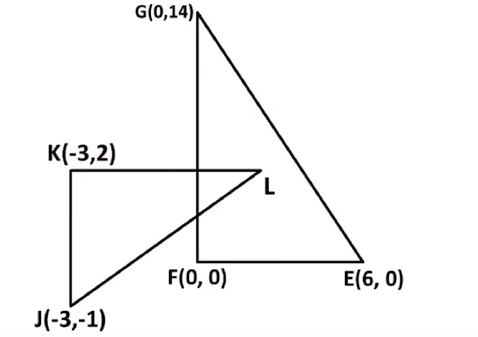 G(0,14)
K(-3,2)
L
F(0, 0)
E(6, 0)
J(-3,-1)